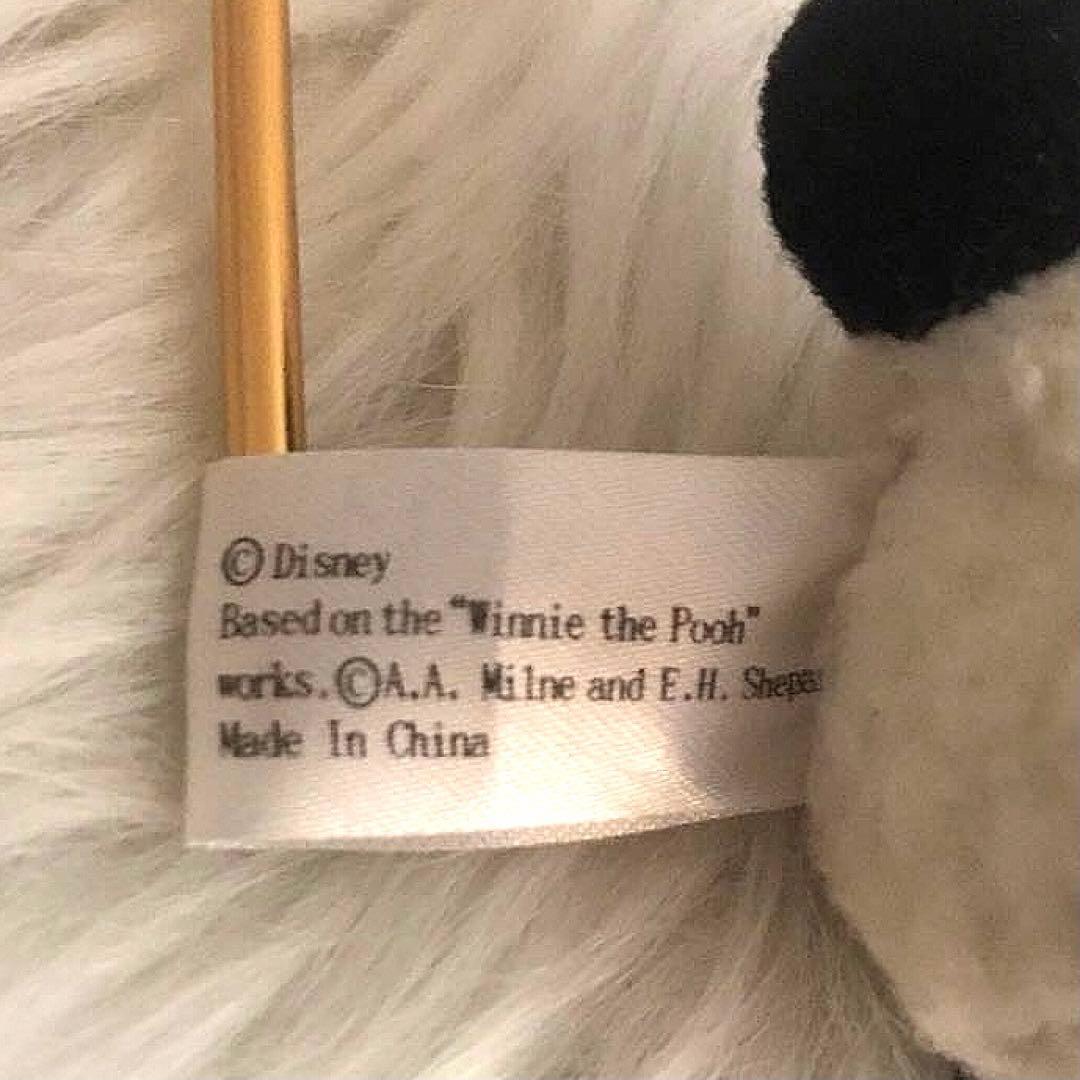 © Disney
Based on the "Winnie the Pooh"
works. © A.A. Milne and E.H.
Made In China